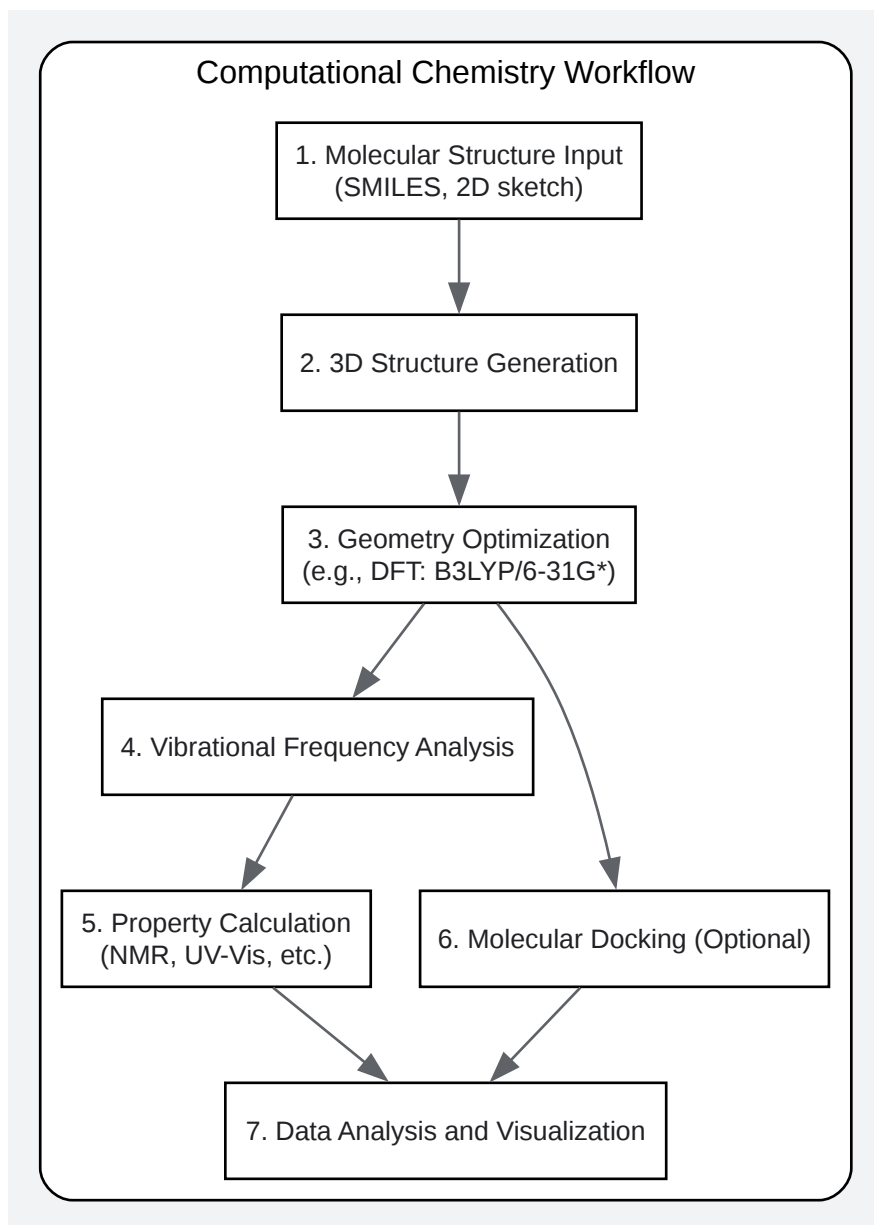 Computational Chemistry Workflow
1. Molecular Structure Input
(SMILES, 2D sketch)
2. 3D Structure Generation
3. Geometry Optimization
(e.g., DFT: B3LYP/6-31G*)
4. Vibrational Frequency Analysis
5. Property Calculation
(NMR, UV-Vis, etc.)
6. Molecular Docking (Optional)
7. Data Analysis and Visualization